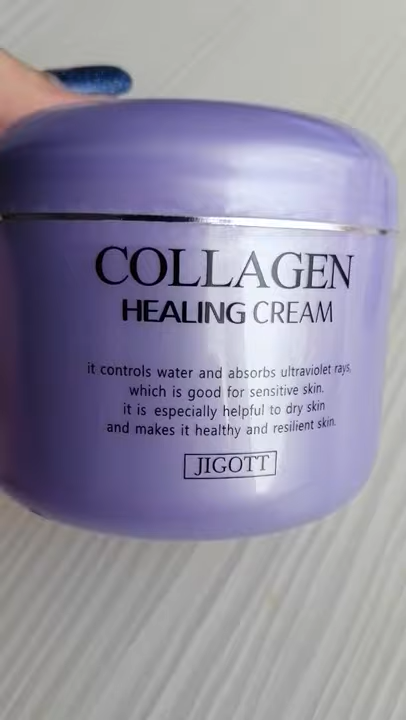 COLLAGEN
HEALING CREAM
it controls water and absorbs ultraviolet rays,
which is good for sensitive skin.
it is especially helpful to dry skin
and makes it healthy and resilient skin.
JIGOTT